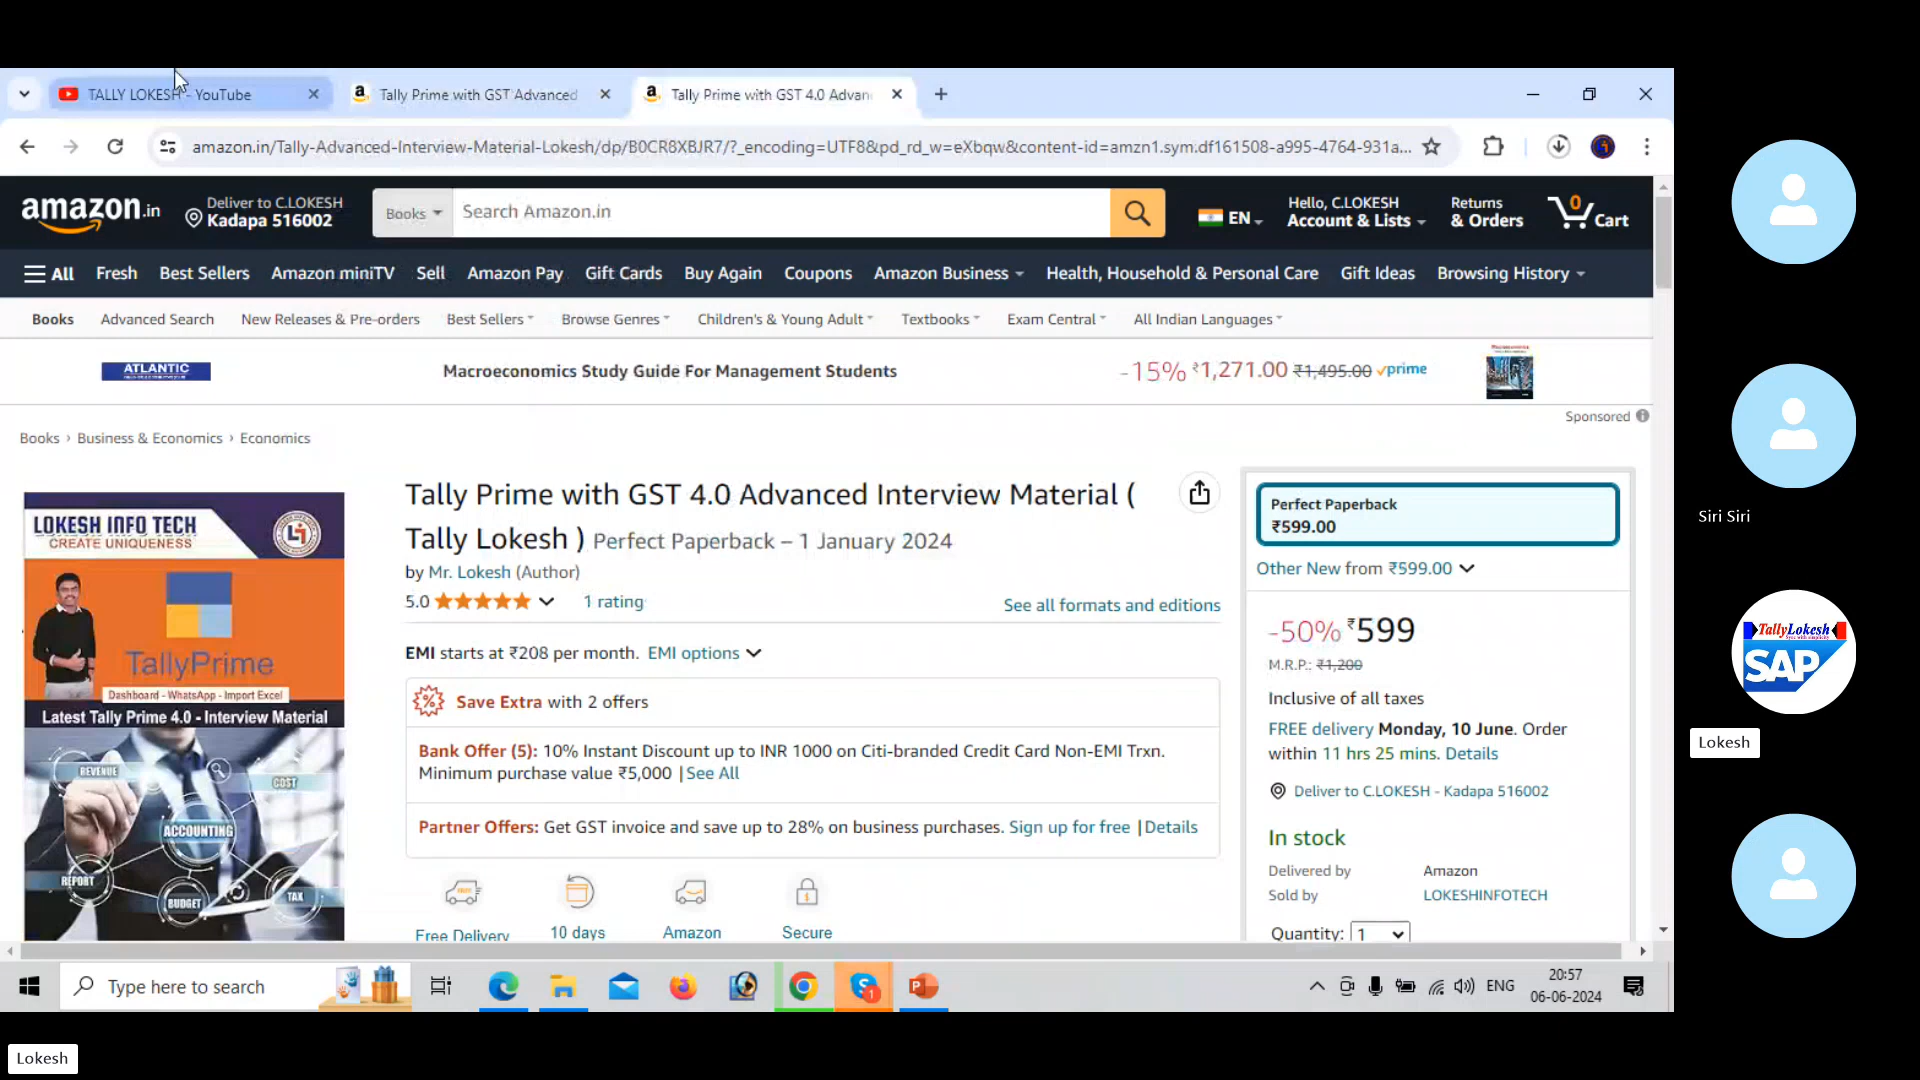 TALLY LOKESH - YouTube
Tally Prime with GST Advanced
Tally Prime with GST 4.0 Advan
amazon.in/Tally-Advanced-Interview-Material-Lokesh/dp/B0CR8XBJR7/?_encoding=UTF8&pd_rd_w=eXbqw&content-id=amzn1.sym.df161508-a995-4764-931a...
amazon.in
Deliver to C.LOKESH
Kadapa 516002
Books
Search Amazon.in
EN
Hello, C.LOKESH
Account & Lists
Returns
& Orders
0
Cart
All Fresh Best Sellers Amazon miniTV Sell Amazon Pay Gift Cards Buy Again Coupons Amazon Business Health, Household & Personal Care Gift Ideas Browsing History
Books Advanced Search New Releases & Pre-orders Best Sellers Browse Genres Children's & Young Adult Textbooks Exam Central All Indian Languages
ATLANTIC
Macroeconomics Study Guide For Management Students
-15% ₹1,271.00 ₹1,495.00 prime
Sponsored
Books › Business & Economics › Economics
LOKESH INFO TECH
CREATE UNIQUENESS
TallyPrime
Dashboard - WhatsApp - Import Excel
Latest Tally Prime 4.0 - Interview Material
REVENUE
COST
ACCOUNTING
REPORT
BUDGET
TAX
Tally Prime with GST 4.0 Advanced Interview Material (
Tally Lokesh ) Perfect Paperback – 1 January 2024
by Mr. Lokesh (Author)
5.0 1 rating
See all formats and editions
EMI starts at ₹208 per month. EMI options
Save Extra with 2 offers
Bank Offer (5): 10% Instant Discount up to INR 1000 on Citi-branded Credit Card Non-EMI Trxn.
Minimum purchase value ₹5,000 |See All
Partner Offers: Get GST invoice and save up to 28% on business purchases. Sign up for free |Details
Free Delivery
10 days
Amazon
Secure
Perfect Paperback
₹599.00
Other New from ₹599.00
-50% ₹599
M.R.P.: ₹1,200
Inclusive of all taxes
FREE delivery Monday, 10 June. Order
within 11 hrs 25 mins. Details
Deliver to C.LOKESH - Kadapa 516002
In stock
Delivered by Amazon
Sold by LOKESHINFOTECH
Quantity: 1
Type here to search
1
ENG
20:57
06-06-2024
Siri Siri
TallyLokesh
SAP
Lokesh
Lokesh